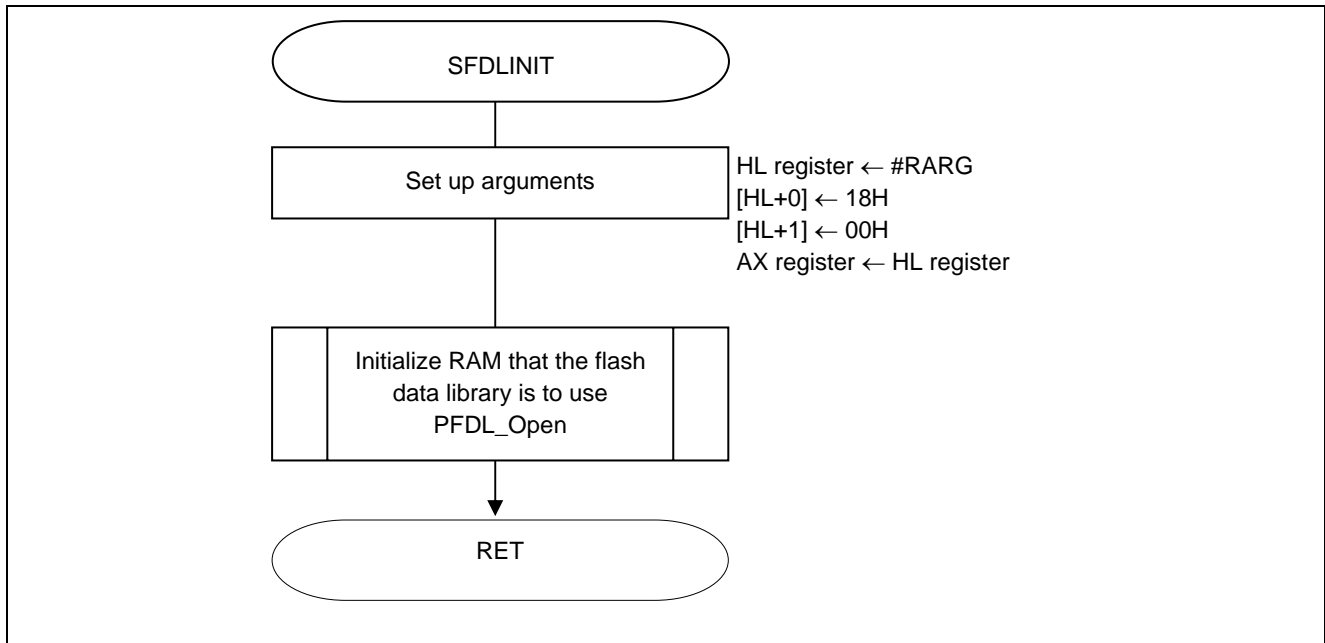 SFDLINIT
Set up arguments
HL register ← #RARG
[HL+0] ← 18H
[HL+1] ← 00H
AX register ← HL register
Initialize RAM that the flash
data library is to use
PFDL_Open
RET